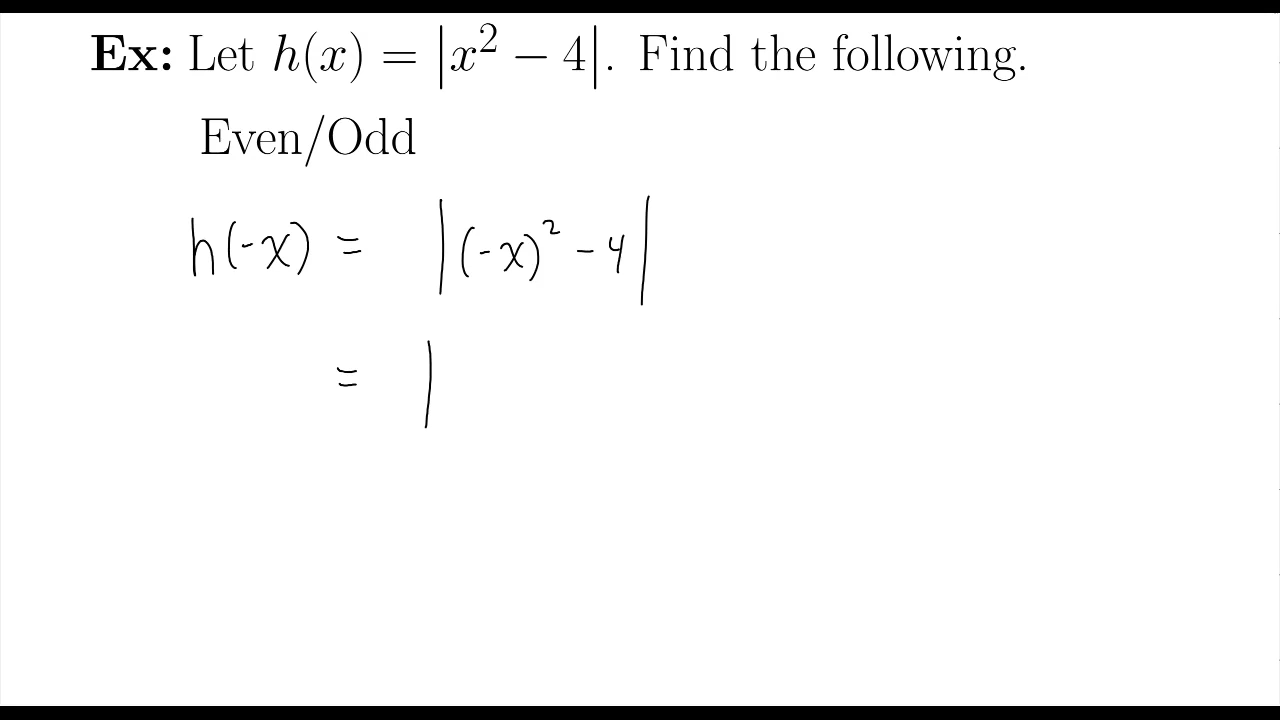 Ex: Let h(x) = |x² − 4|. Find the following.
Even/Odd
h(-x) = |(-x)² - 4|
= |